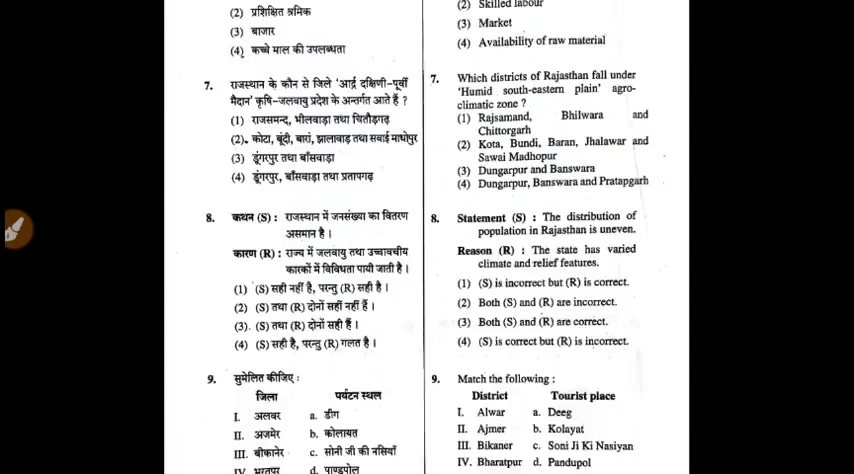 (2) प्रशिक्षित श्रमिक
(3) बाजार
(4) कच्चे माल की उपलब्धता
7. राजस्थान के कौन से जिले 'आर्द्र दक्षिणी-पूर्वी
मैदान' कृषि-जलवायु प्रदेश के अन्तर्गत आते हैं ?
(1) राजसमन्द, भीलवाड़ा तथा चित्तौड़गढ़
(2). कोटा, बूंदी, बारां, झालावाड़ तथा सवाई माधोपुर
(3) डूंगरपुर तथा बाँसवाड़ा
(4) डूंगरपुर, बाँसवाड़ा तथा प्रतापगढ़
8. कथन (S) : राजस्थान में जनसंख्या का वितरण
असमान है ।
कारण (R) : राज्य में जलवायु तथा उच्चावचीय
कारकों में विविधता पायी जाती है ।
(1) (S) सही नहीं है, परन्तु (R) सही है ।
(2) (S) तथा (R) दोनों सहीं नहीं हैं ।
(3). (S) तथा (R) दोनों सही हैं ।
(4) (S) सही है, परन्तु (R) गलत है ।
9. सुमेलित कीजिए :
जिला पर्यटन स्थल
I. अलवर a. डीग
II. अजमेर b. कोलायत
III. बीकानेर c. सोनी जी की नसियाँ
IV भरतपुर d. पाण्डुपोल
(2) Skilled labour
(3) Market
(4) Availability of raw material
7. Which districts of Rajasthan fall under
'Humid south-eastern plain' agro-
climatic zone ?
(1) Rajsamand, Bhilwara and
Chittorgarh
(2) Kota, Bundi, Baran, Jhalawar and
Sawai Madhopur
(3) Dungarpur and Banswara
(4) Dungarpur, Banswara and Pratapgarh
8. Statement (S) : The distribution of
population in Rajasthan is uneven.
Reason (R) : The state has varied
climate and relief features.
(1) (S) is incorrect but (R) is correct.
(2) Both (S) and (R) are incorrect.
(3) Both (S) and (R) are correct.
(4) (S) is correct but (R) is incorrect.
9. Match the following :
District Tourist place
I. Alwar a. Deeg
II. Ajmer b. Kolayat
III. Bikaner c. Soni Ji Ki Nasiyan
IV. Bharatpur d. Pandupol